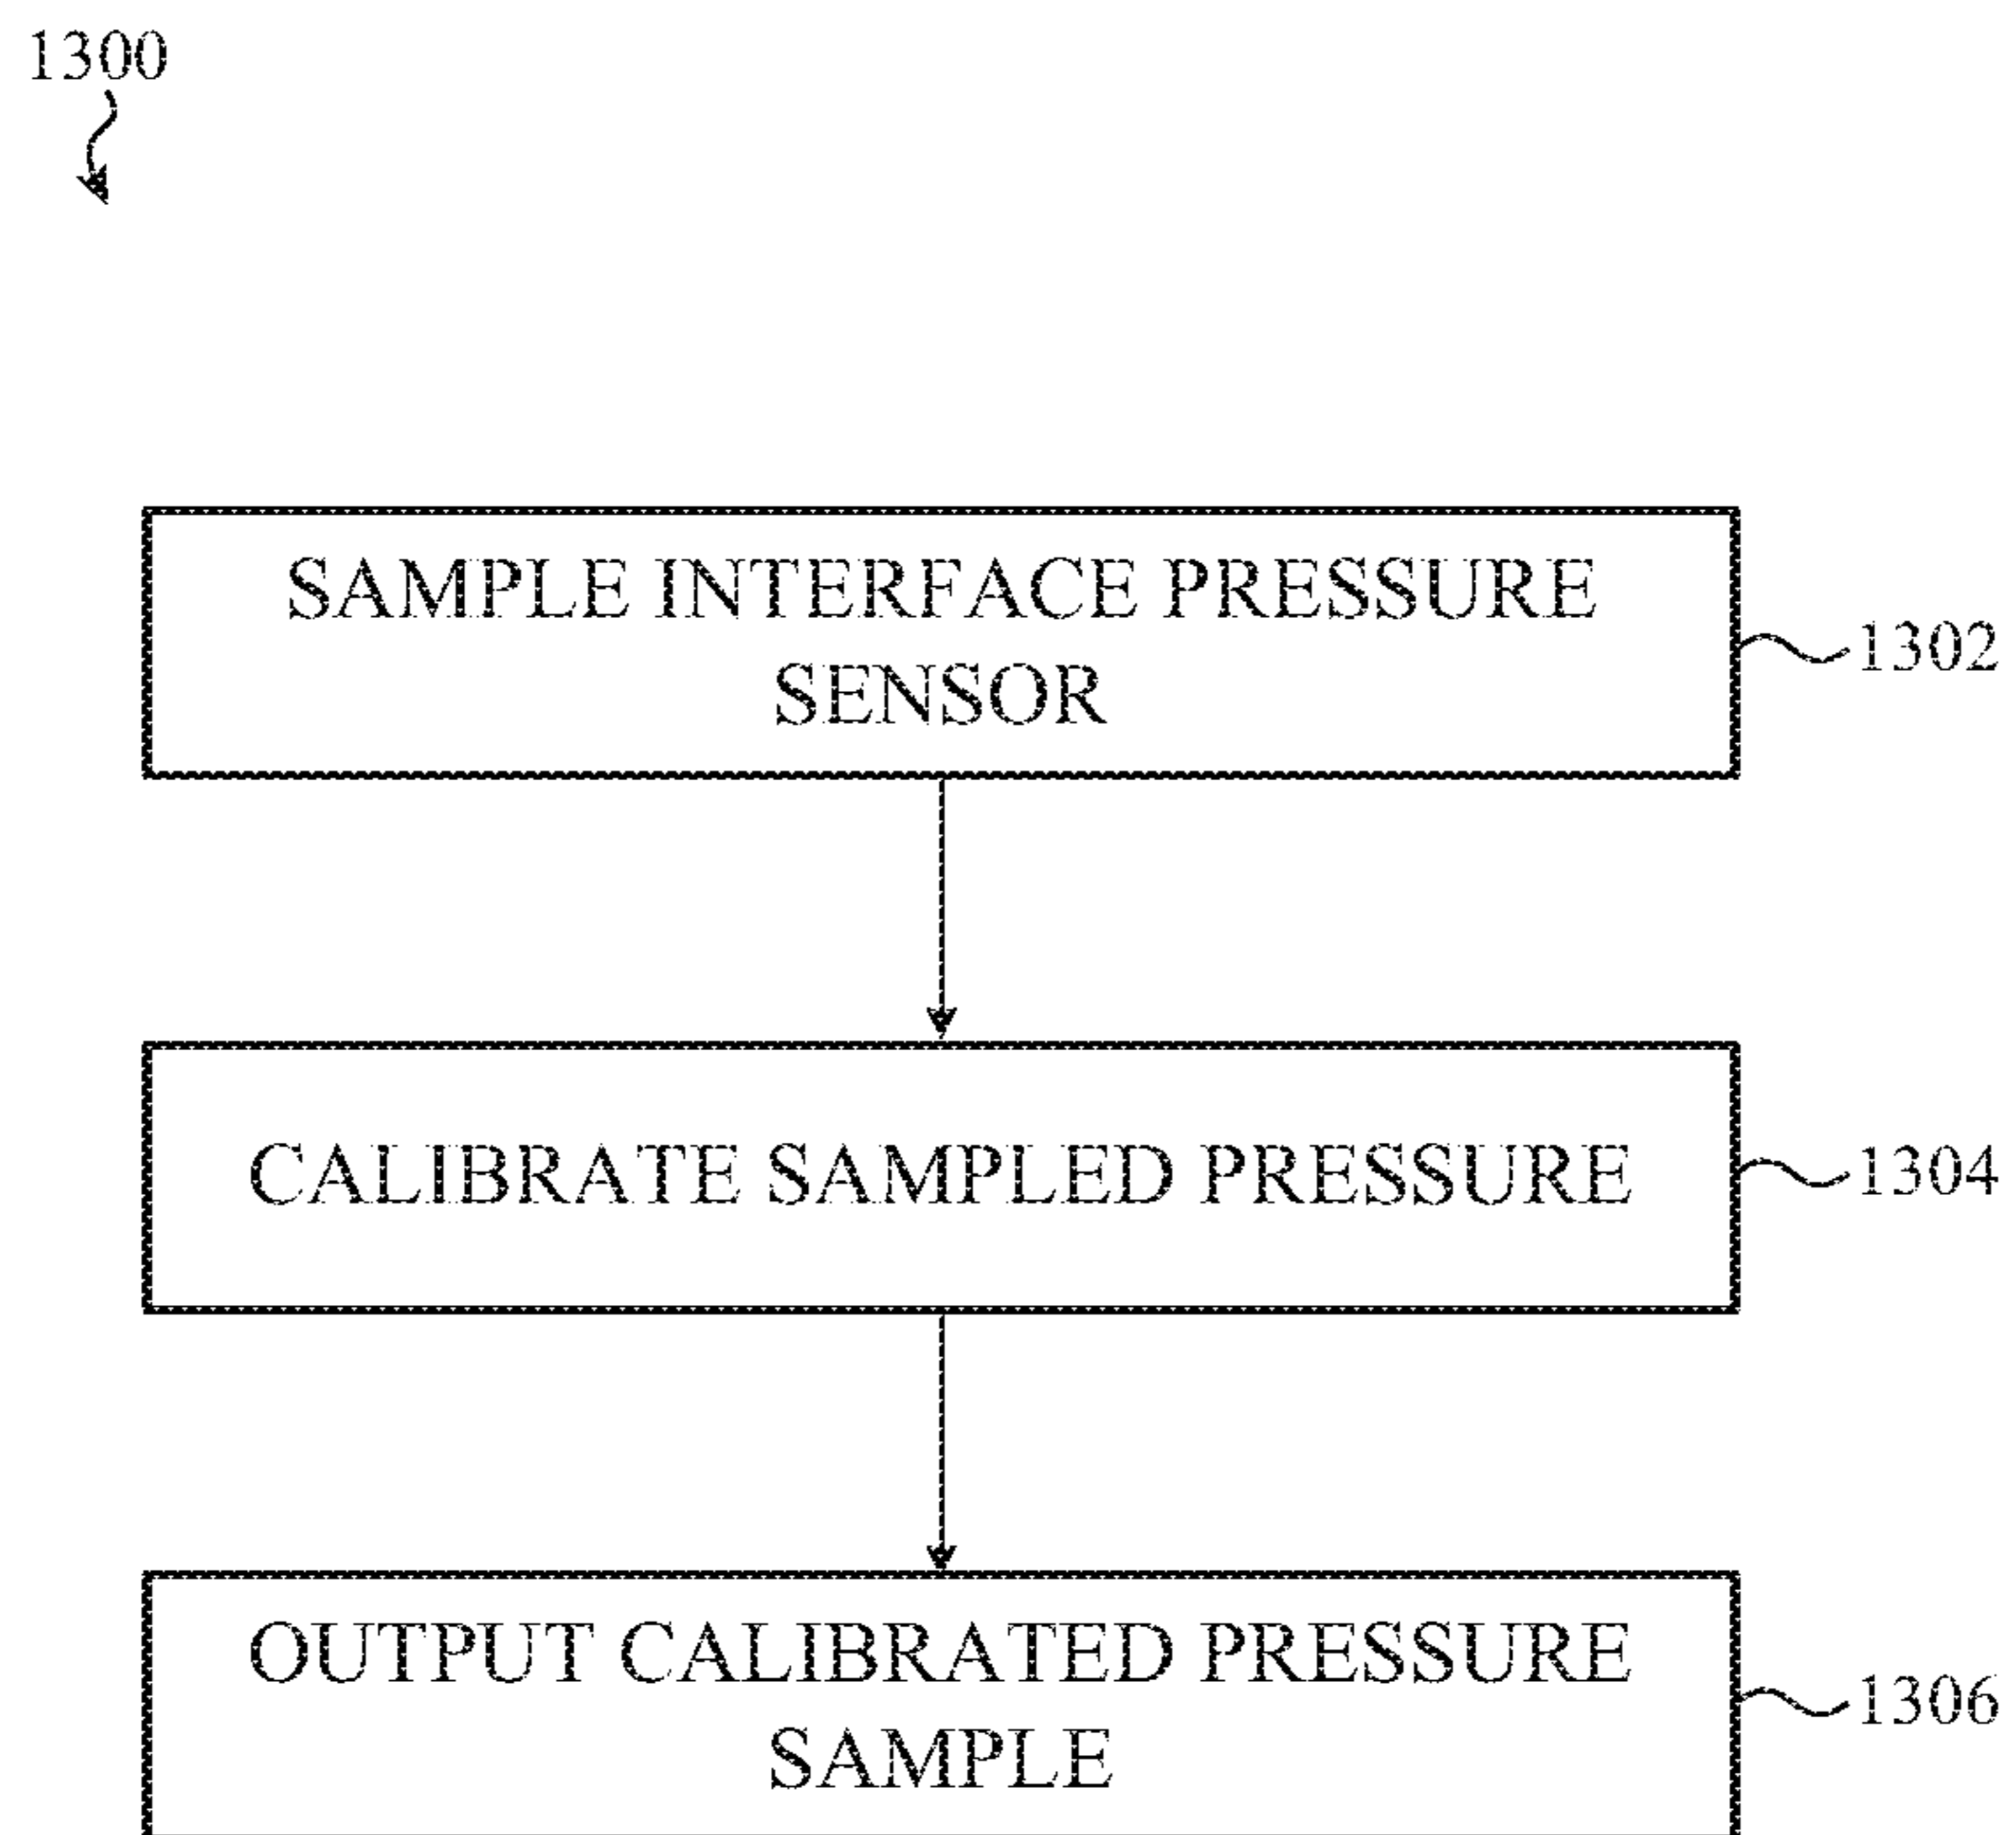 1300
SAMPLE INTERFACE PRESSURE
SENSOR
1302
CALIBRATE SAMPLED PRESSURE
1304
OUTPUT CALIBRATED PRESSURE
SAMPLE
1306